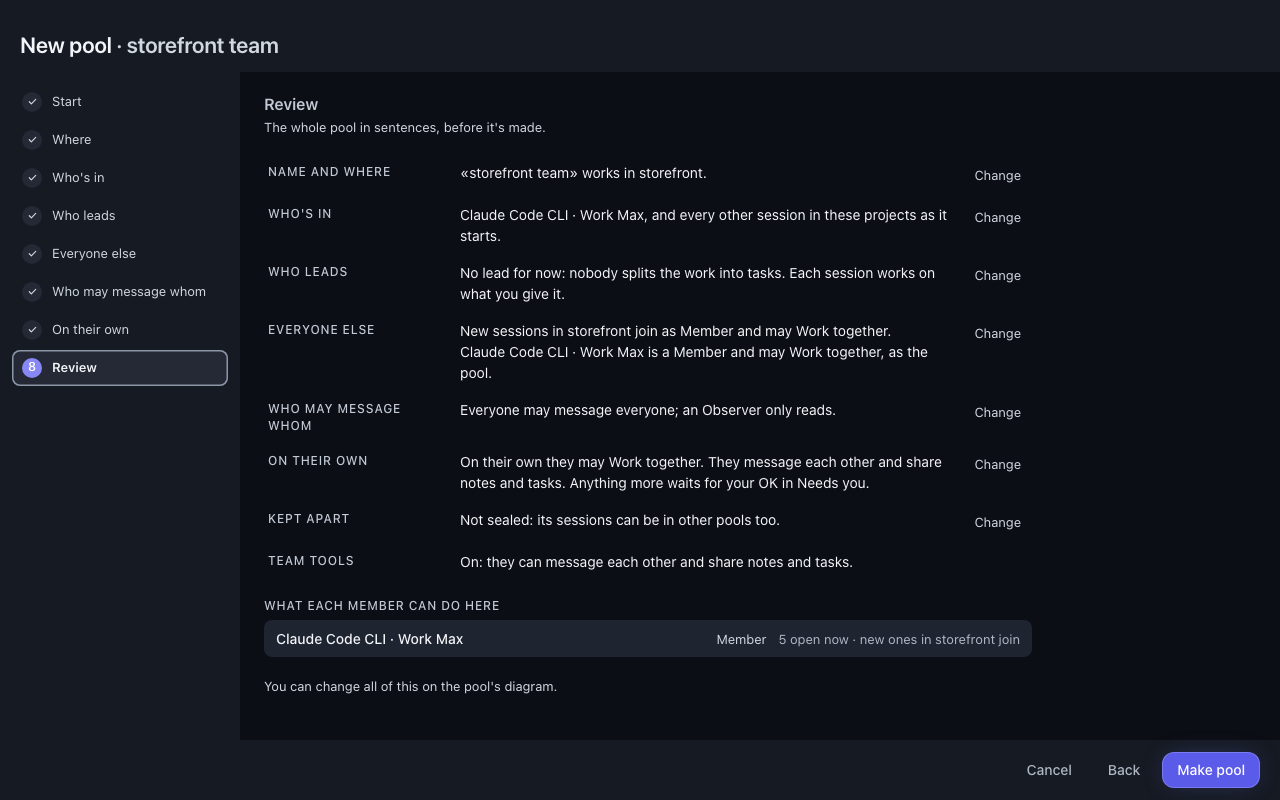 New pool · storefront team
Start
Where
Who's in
Who leads
Everyone else
Who may message whom
On their own
8 Review
Review
The whole pool in sentences, before it's made.
NAME AND WHERE
«storefront team» works in storefront.
Change
WHO'S IN
Claude Code CLI · Work Max, and every other session in these projects as it
starts.
Change
WHO LEADS
No lead for now: nobody splits the work into tasks. Each session works on
what you give it.
Change
EVERYONE ELSE
New sessions in storefront join as Member and may Work together.
Claude Code CLI · Work Max is a Member and may Work together, as the
pool.
Change
WHO MAY MESSAGE
WHOM
Everyone may message everyone; an Observer only reads.
Change
ON THEIR OWN
On their own they may Work together. They message each other and share
notes and tasks. Anything more waits for your OK in Needs you.
Change
KEPT APART
Not sealed: its sessions can be in other pools too.
Change
TEAM TOOLS
On: they can message each other and share notes and tasks.
WHAT EACH MEMBER CAN DO HERE
Claude Code CLI · Work Max
Member
5 open now · new ones in storefront join
You can change all of this on the pool's diagram.
Cancel
Back
Make pool